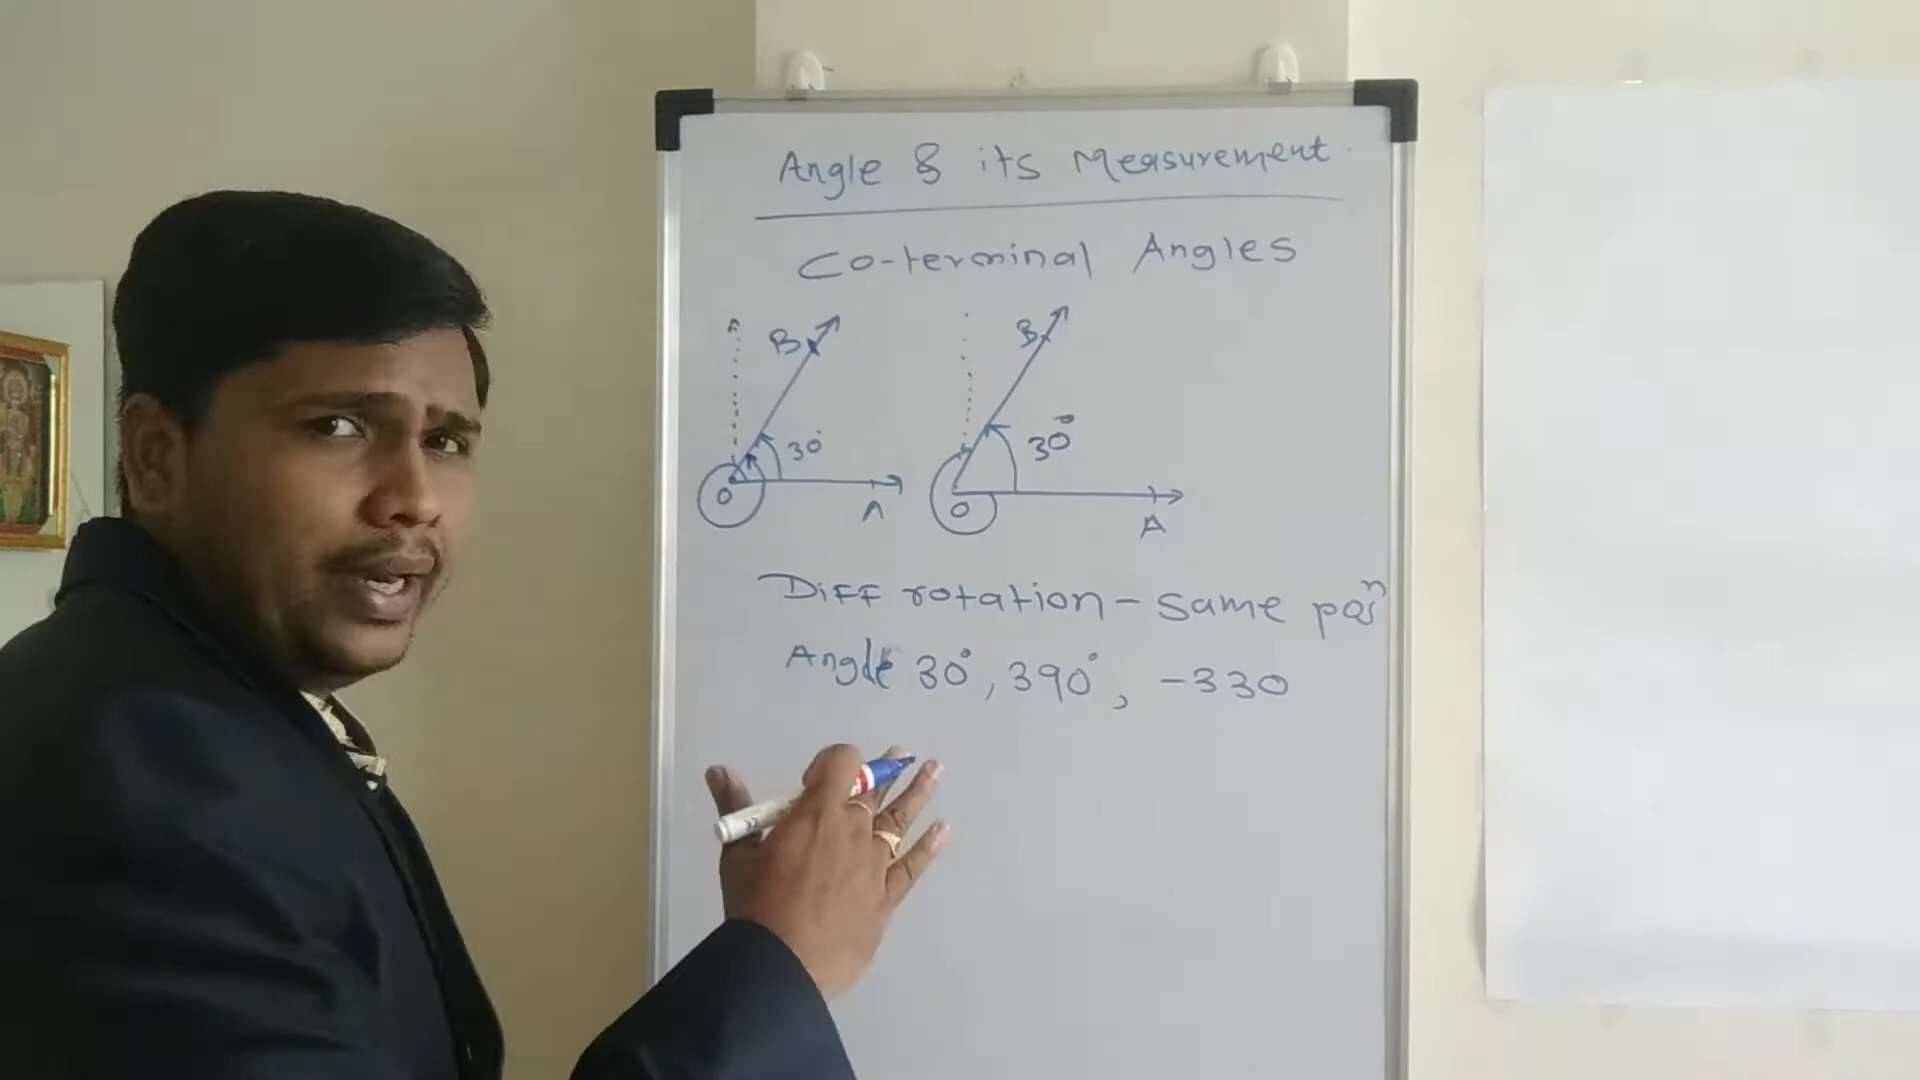 Angle & its Measurement
Co-terminal Angles
B
30°
O
A
B
30°
O
A
Diff rotation - same posⁿ
Angle 30°, 390°, -330